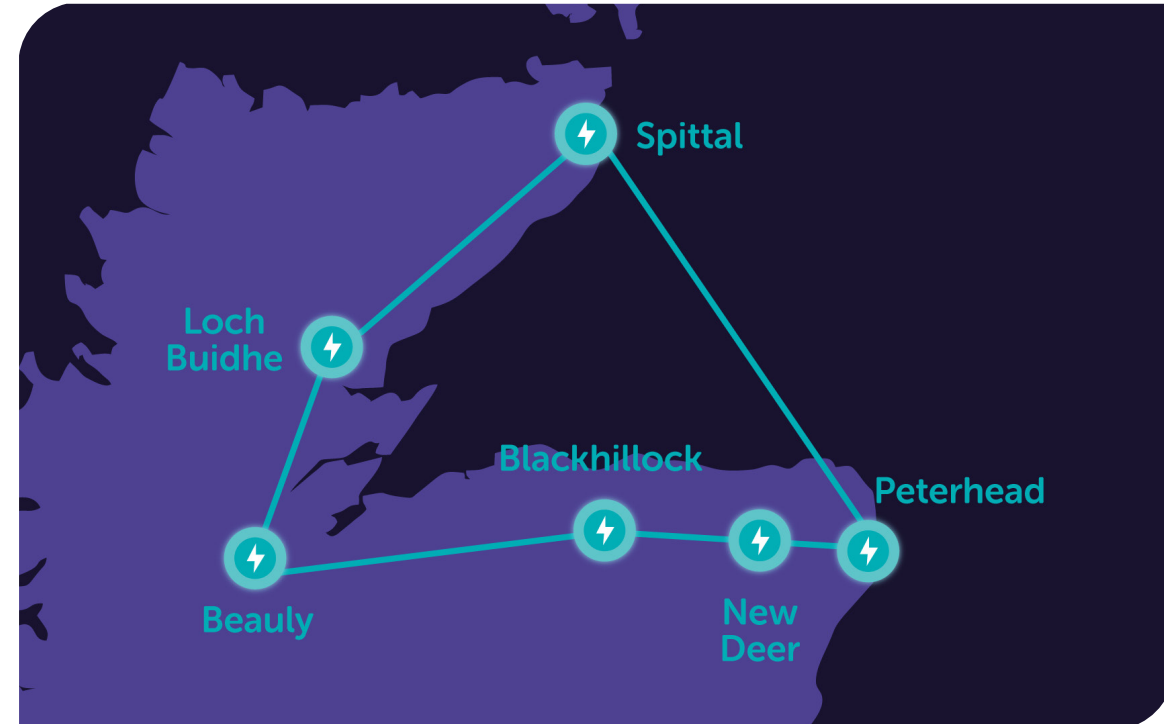 Spittal
Loch
Buidhe
Blackhillock
Peterhead
Beauly
New
Deer